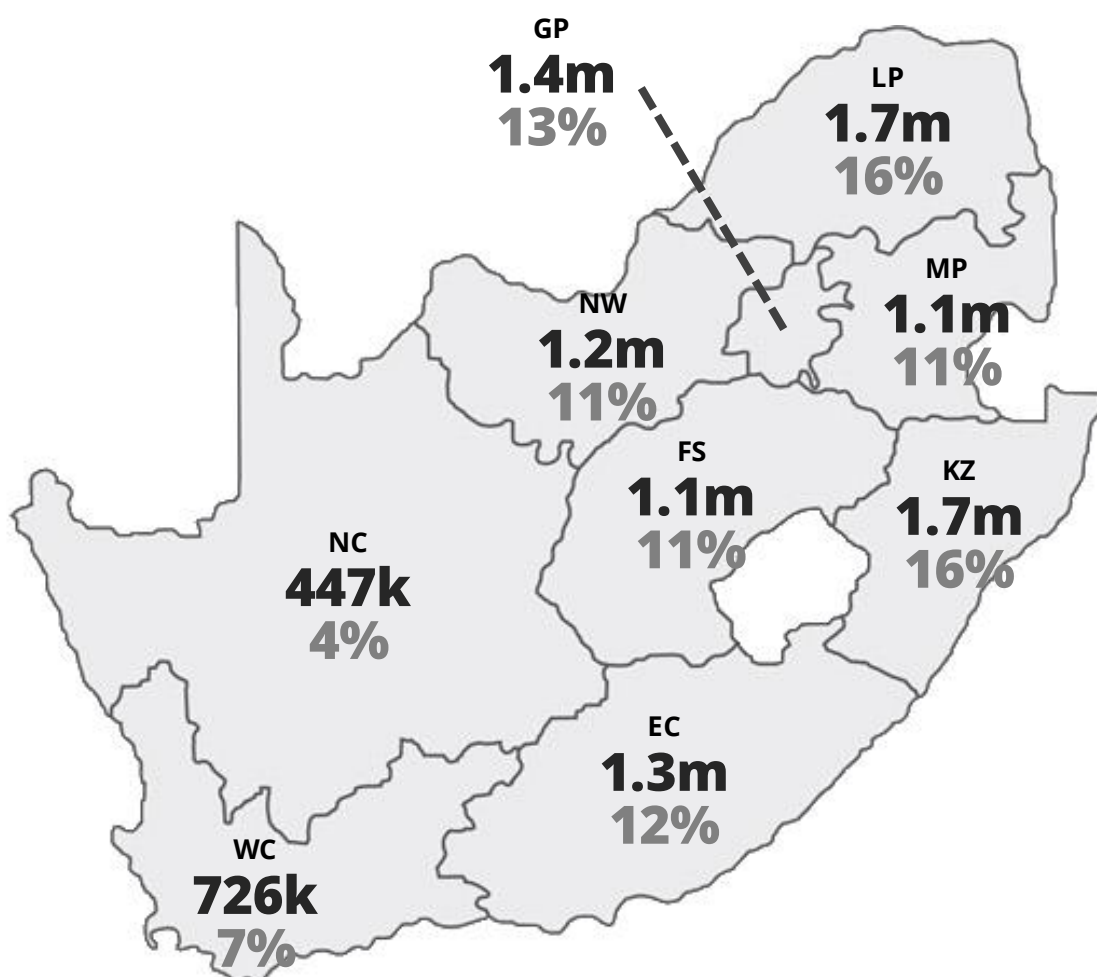 GP
1.4m
13%
LP
1.7m
16%
MP
1.1m
11%
NW
1.2m
11%
FS
1.1m
11%
KZ
1.7m
16%
NC
447k
4%
EC
1.3m
12%
WC
726k
7%